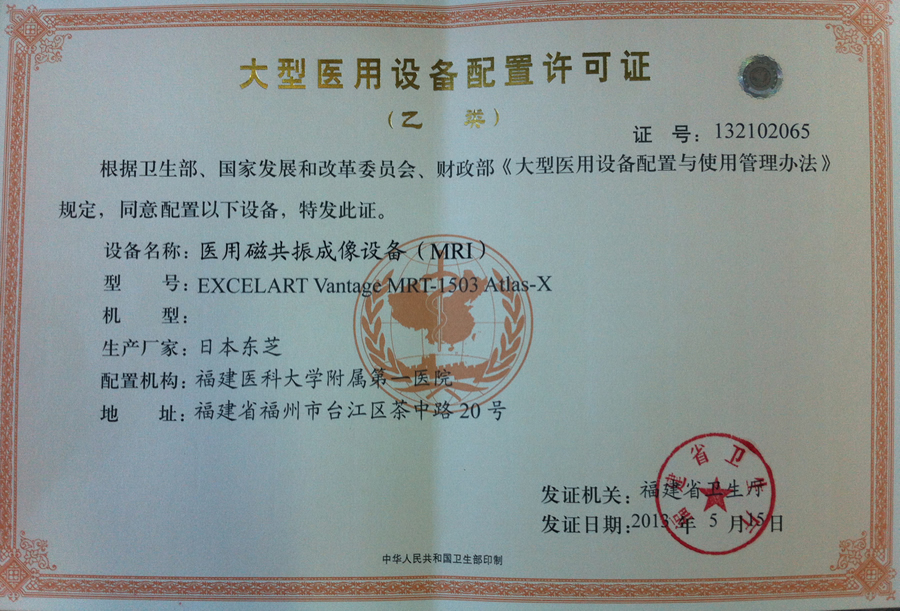 大型医用设备配置许可证
（乙 类）
证 号：132102065
根据卫生部、国家发展和改革委员会、财政部《大型医用设备配置与使用管理办法》
规定，同意配置以下设备，特发此证。
设备名称：医用磁共振成像设备（MRI）
型 号：EXCELART Vantage MRT-1503 Atlas-X
机 型：
生产厂家：日本东芝
配置机构：福建医科大学附属第一医院
地 址：福建省福州市台江区茶中路20号
发证机关：福建省卫生厅
发证日期：2013年 5 月15日
福建省卫生厅
中华人民共和国卫生部印制